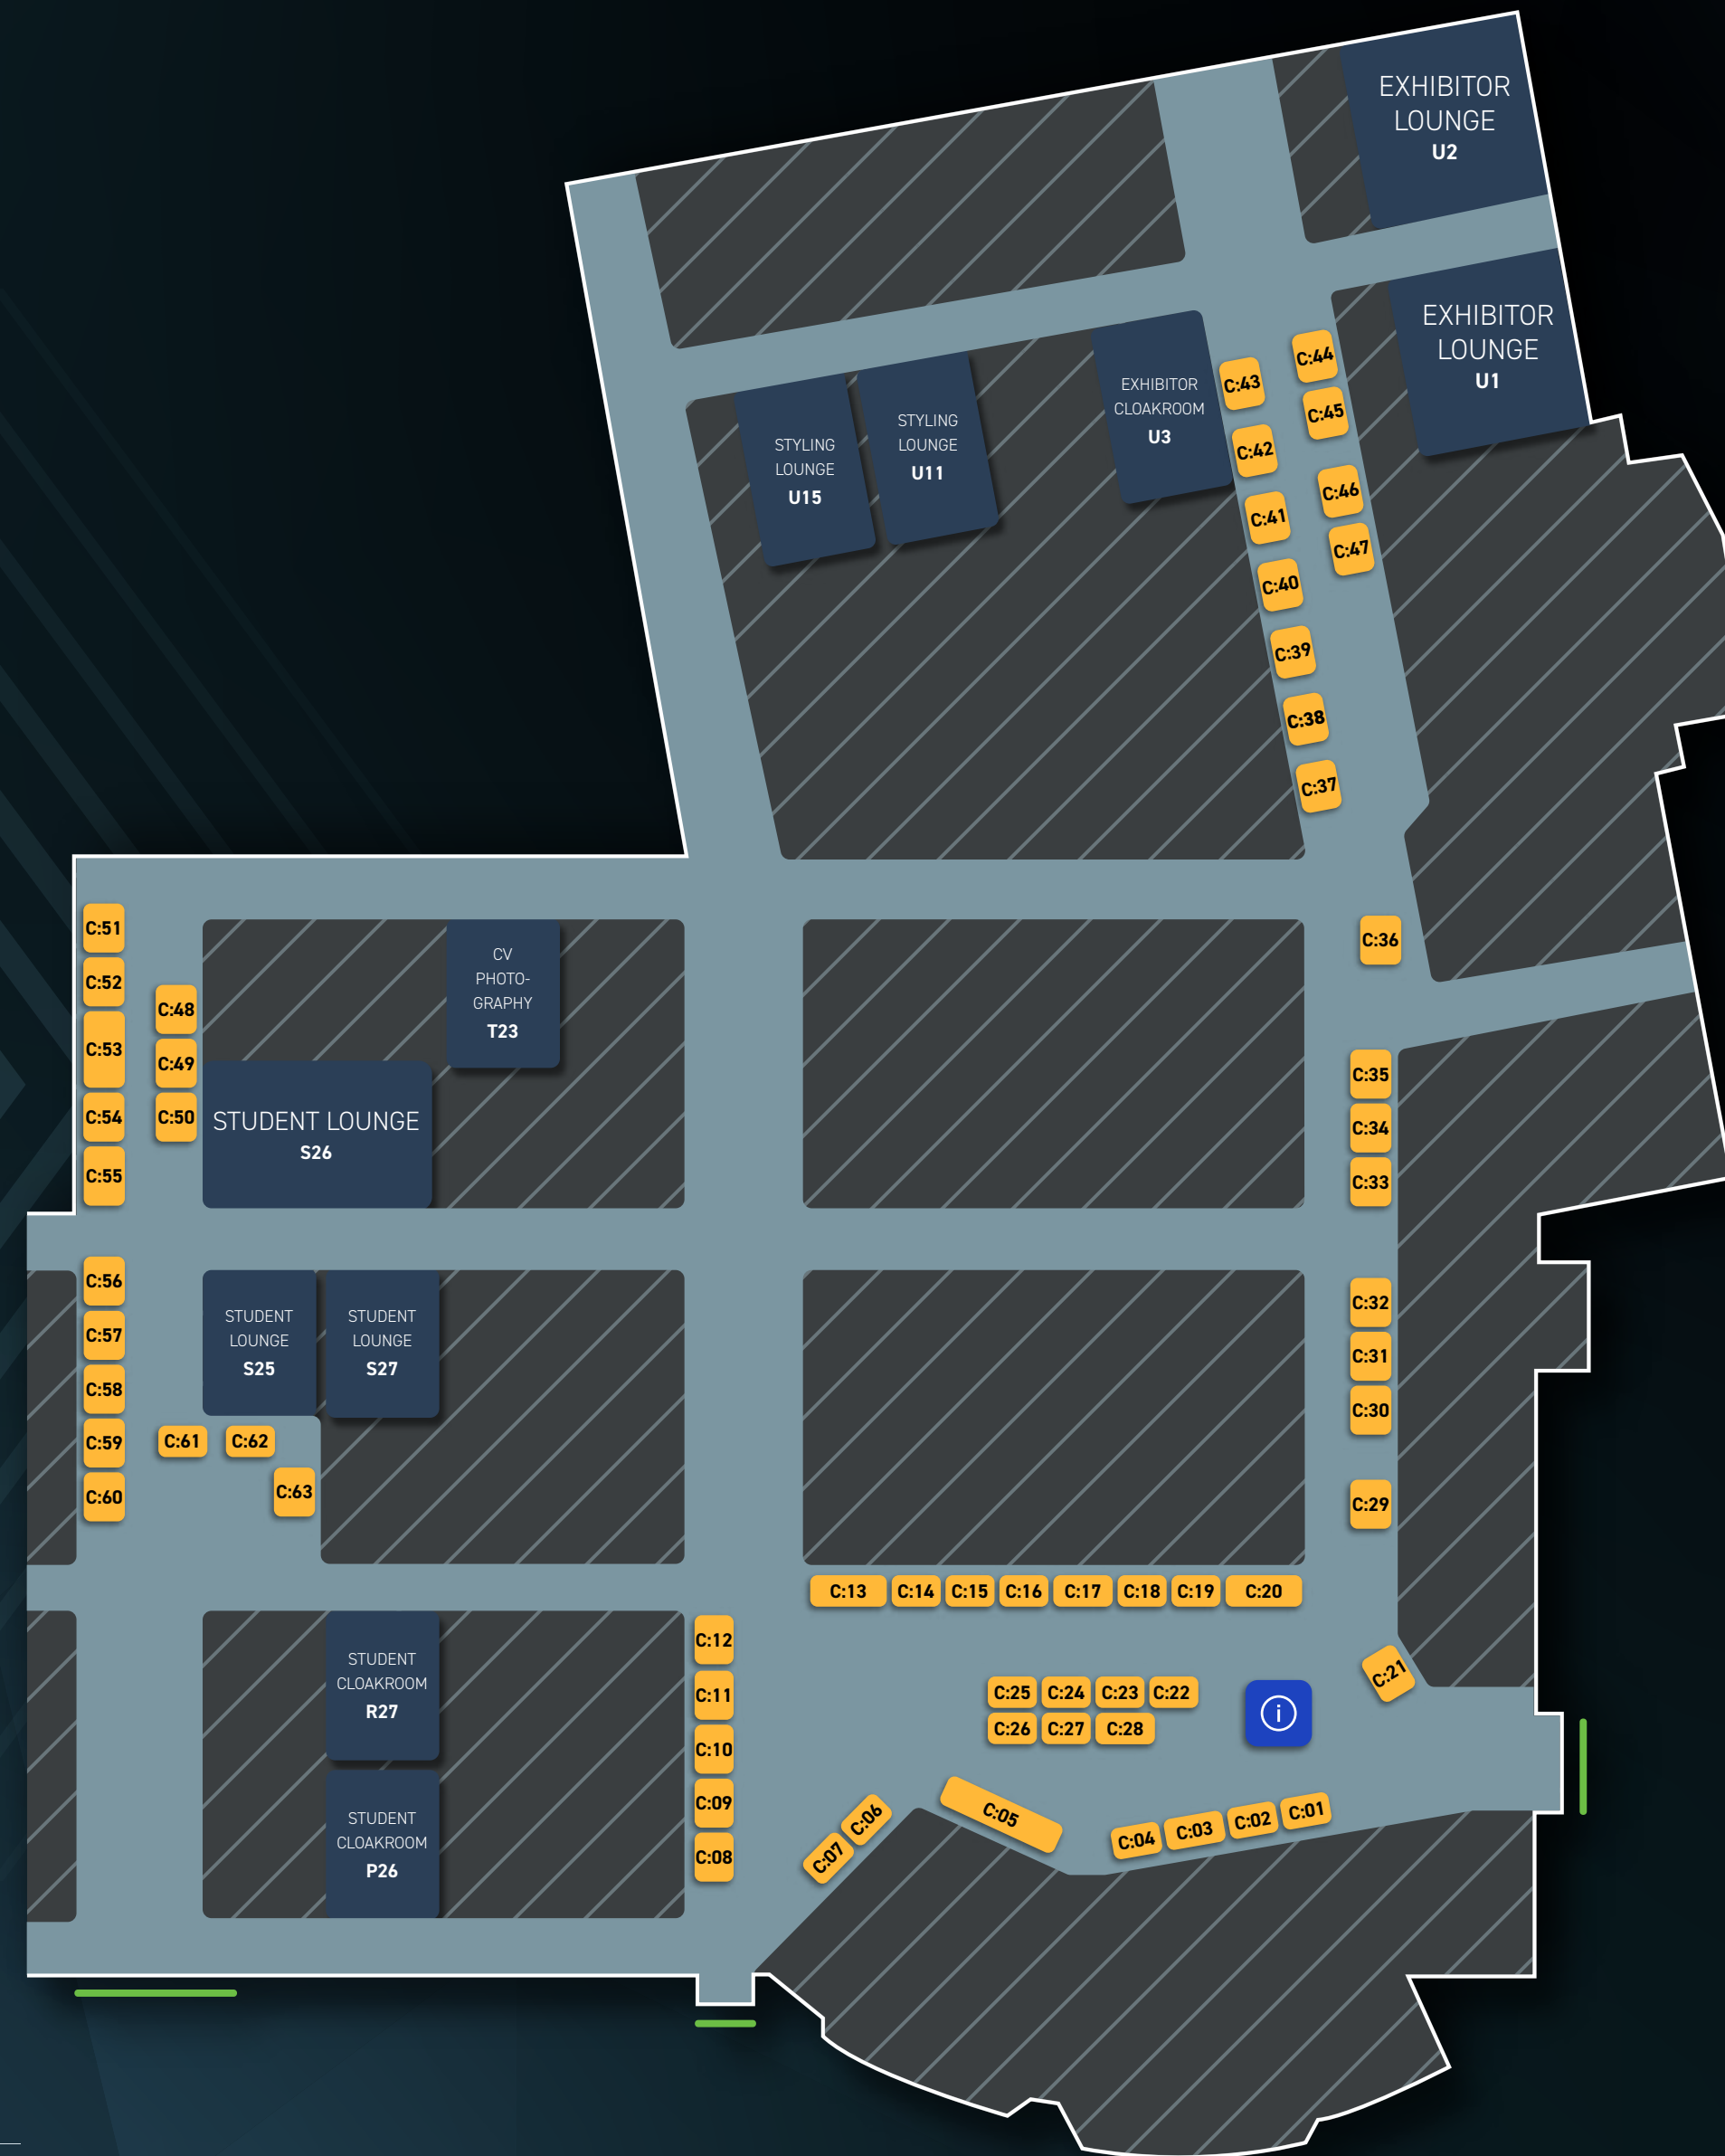 EXHIBITOR
LOUNGE
U2
EXHIBITOR
LOUNGE
U1
EXHIBITOR
CLOAKROOM
U3
STYLING
LOUNGE
U11
STYLING
LOUNGE
U15
C:44
C:43
C:45
C:42
C:46
C:41
C:47
C:40
C:39
C:38
C:37
C:51
C:52
C:53
C:54
C:55
C:48
C:49
C:50
CV
PHOTO-
GRAPHY
T23
STUDENT LOUNGE
S26
C:36
C:35
C:34
C:33
C:56
C:57
C:58
C:59
C:60
STUDENT
LOUNGE
S25
STUDENT
LOUNGE
S27
C:61
C:62
C:63
C:32
C:31
C:30
C:29
C:13
C:14
C:15
C:16
C:17
C:18
C:19
C:20
STUDENT
CLOAKROOM
R27
STUDENT
CLOAKROOM
P26
C:12
C:11
C:10
C:09
C:08
C:21
C:25
C:24
C:23
C:22
C:26
C:27
C:28
i
C:07
C:06
C:05
C:04
C:03
C:02
C:01